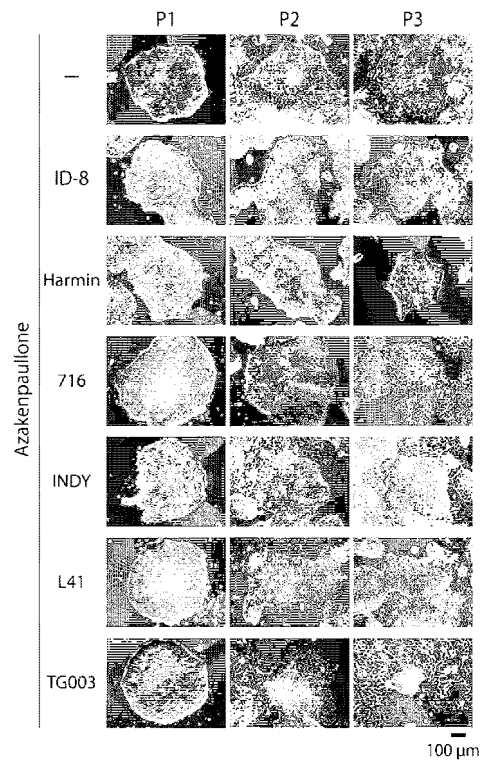 P1 P2 P3
—
ID-8
Harmin
716
INDY
L41
TG003
Azakenpaullone
100 µm